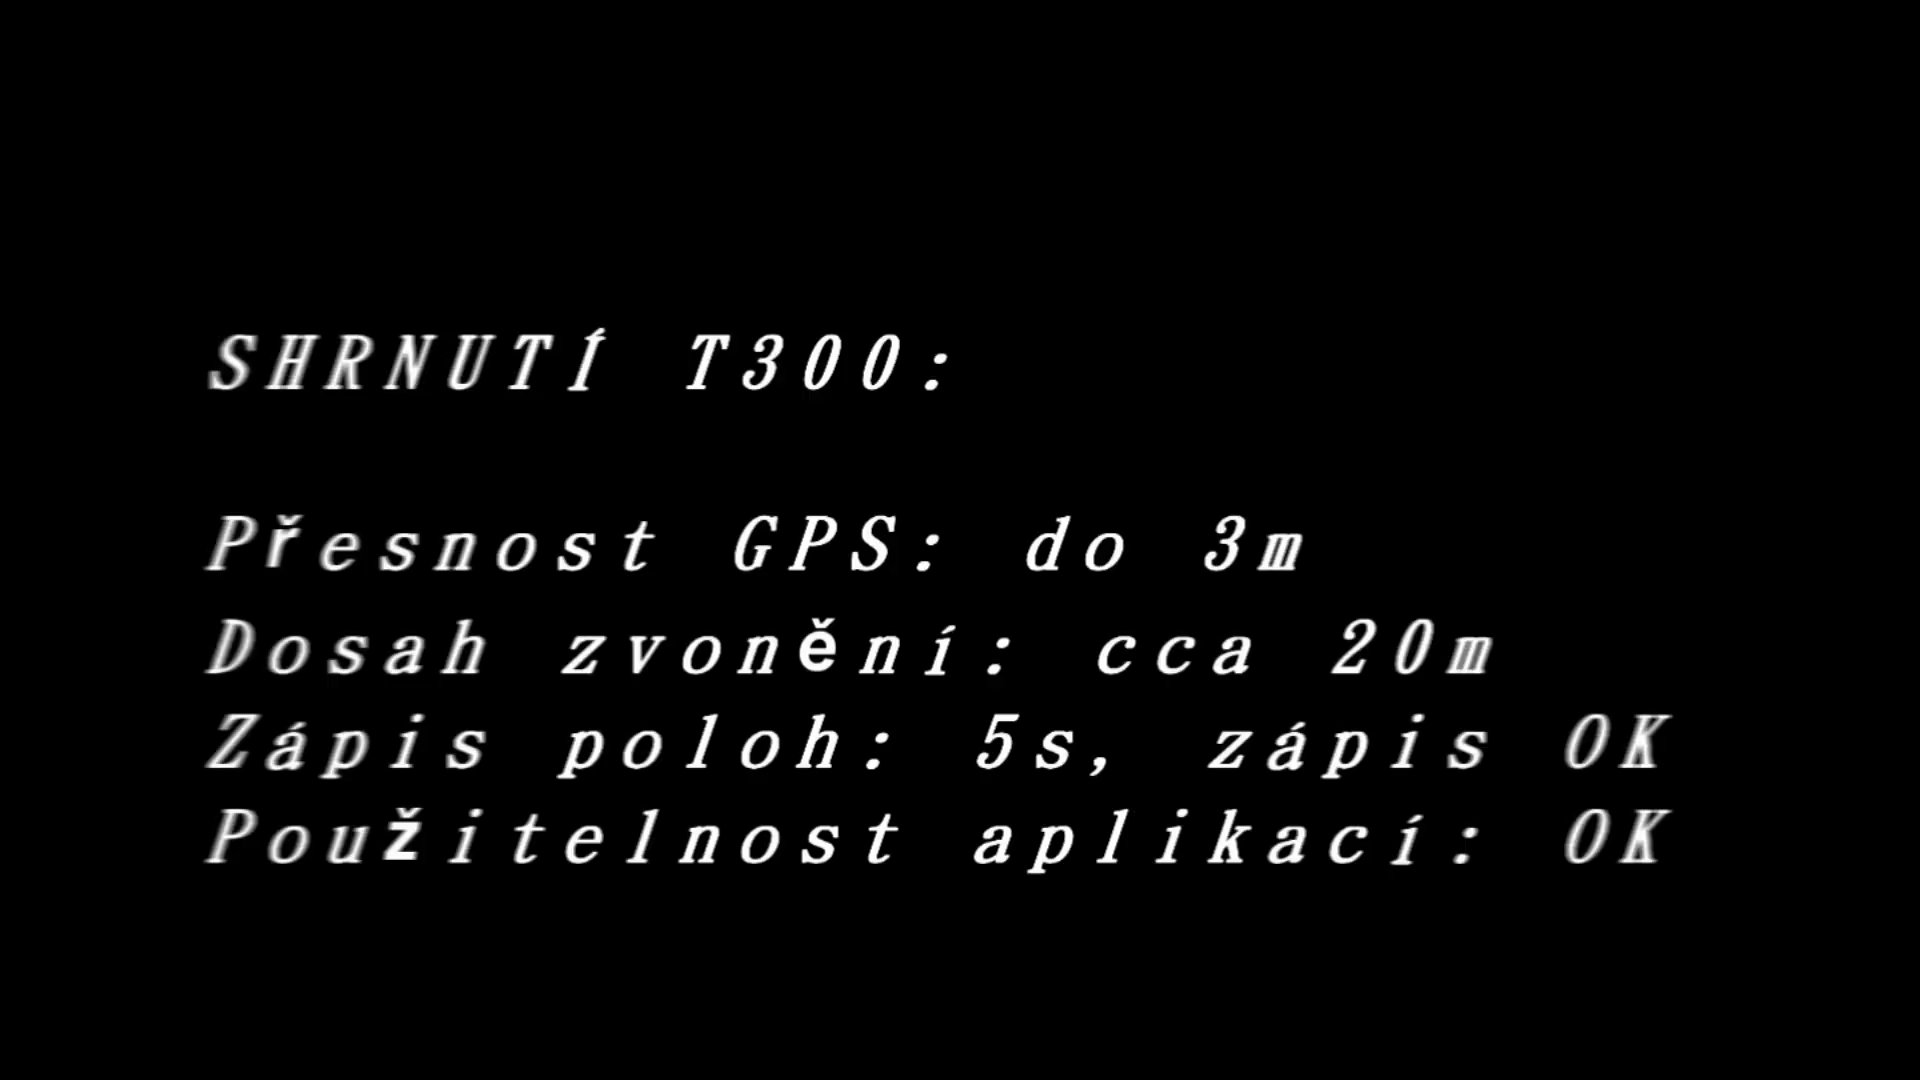 SHRNUTÍ T300:
Přesnost GPS: do 3m
Dosah zvonění: cca 20m
Zápis poloh: 5s, zápis OK
Použitelnost aplikací: OK